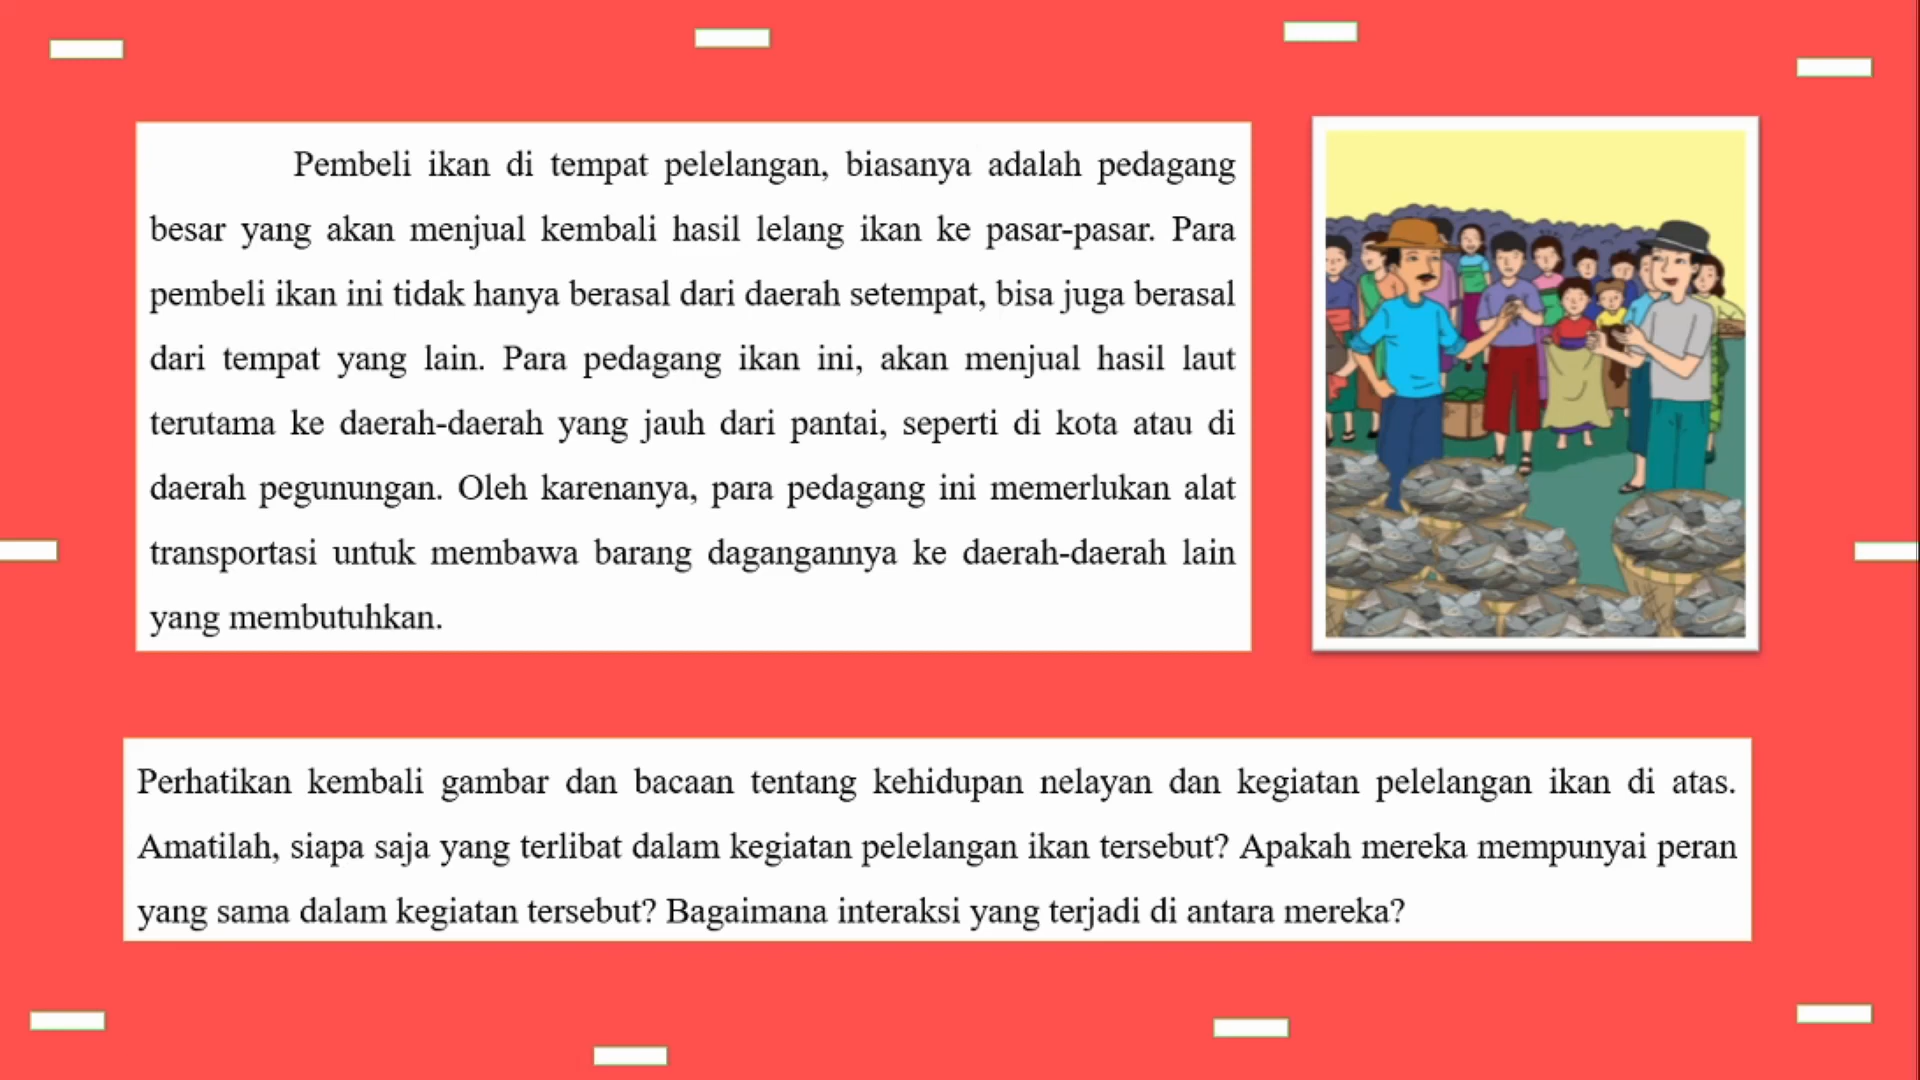 Pembeli ikan di tempat pelelangan, biasanya adalah pedagang
besar yang akan menjual kembali hasil lelang ikan ke pasar-pasar. Para
pembeli ikan ini tidak hanya berasal dari daerah setempat, bisa juga berasal
dari tempat yang lain. Para pedagang ikan ini, akan menjual hasil laut
terutama ke daerah-daerah yang jauh dari pantai, seperti di kota atau di
daerah pegunungan. Oleh karenanya, para pedagang ini memerlukan alat
transportasi untuk membawa barang dagangannya ke daerah-daerah lain
yang membutuhkan.
Perhatikan kembali gambar dan bacaan tentang kehidupan nelayan dan kegiatan pelelangan ikan di atas.
Amatilah, siapa saja yang terlibat dalam kegiatan pelelangan ikan tersebut? Apakah mereka mempunyai peran
yang sama dalam kegiatan tersebut? Bagaimana interaksi yang terjadi di antara mereka?